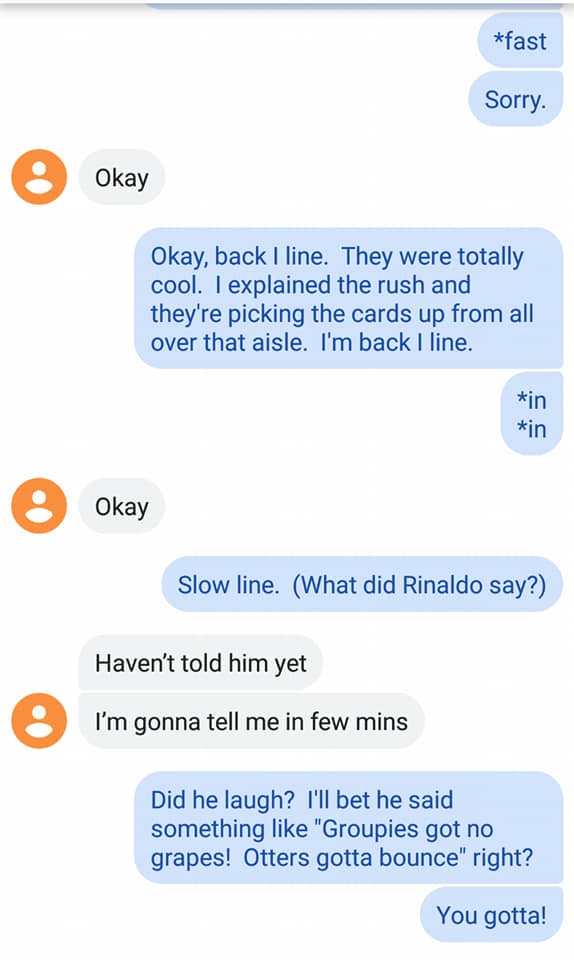 *fast
Sorry.
Okay
Okay, back I line.  They were totally
cool.  I explained the rush and
they're picking the cards up from all
over that aisle.  I'm back I line.
*in
*in
Okay
Slow line.  (What did Rinaldo say?)
Haven’t told him yet
I’m gonna tell me in few mins
Did he laugh?  I'll bet he said
something like "Groupies got no
grapes!  Otters gotta bounce" right?
You gotta!